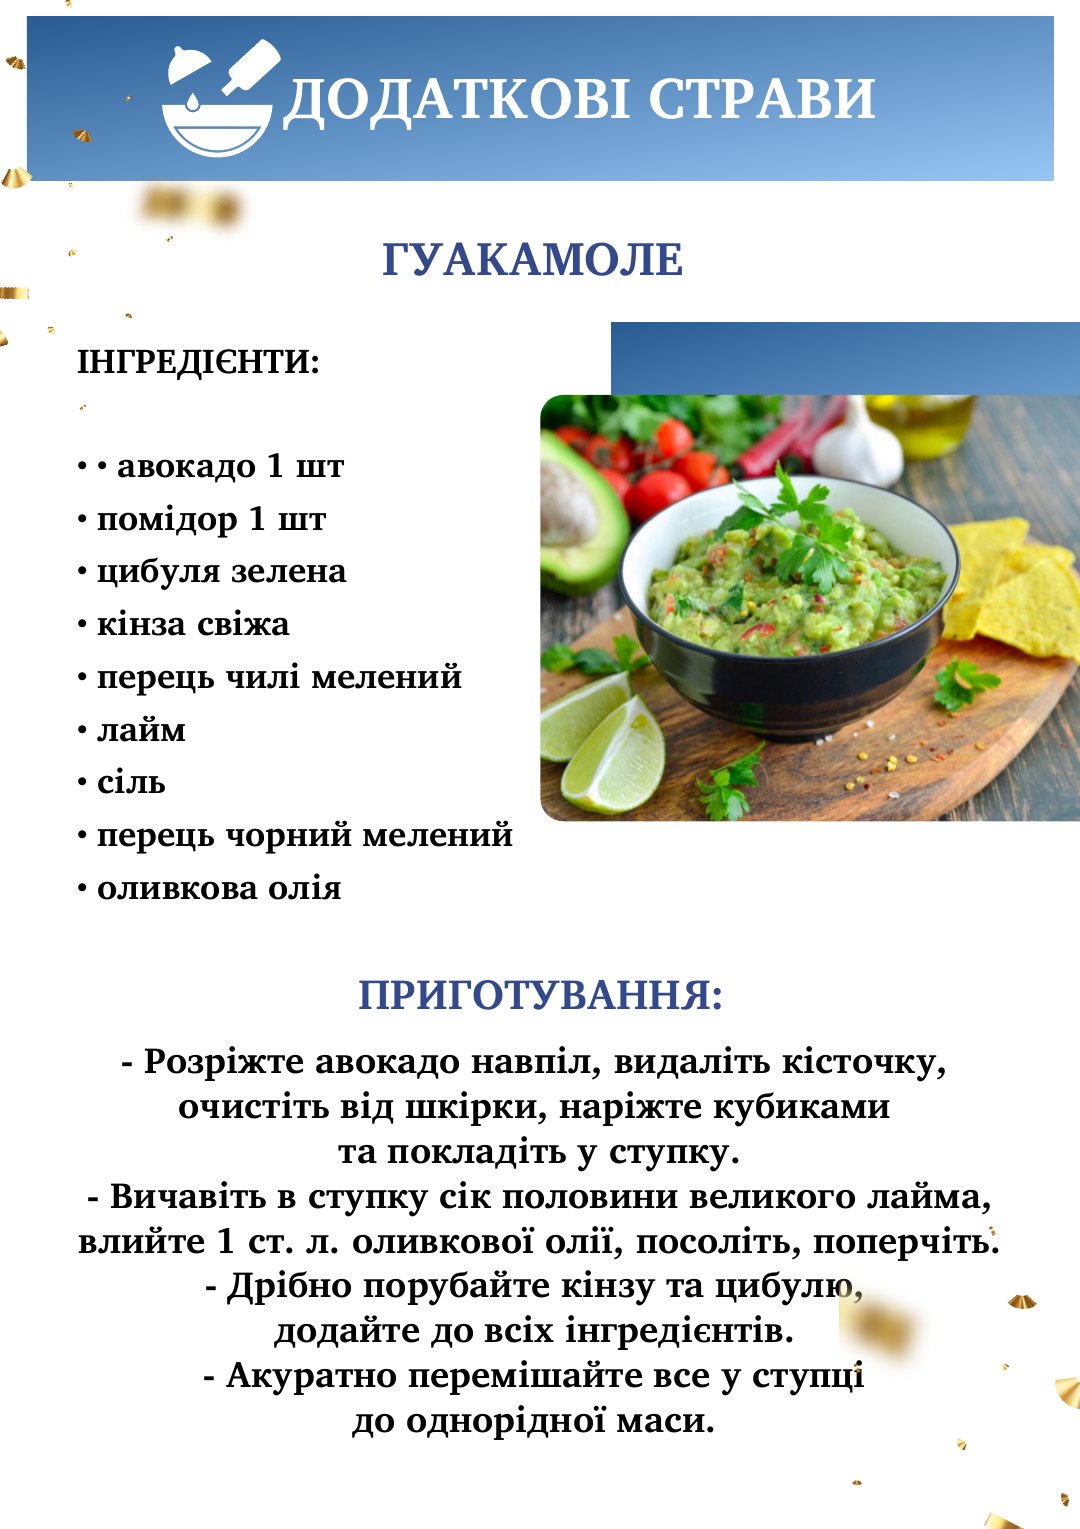 ДОДАТКОВІ СТРАВИ
ГУАКАМОЛЕ
ІНГРЕДІЄНТИ:
• • авокадо 1 шт
• помідор 1 шт
• цибуля зелена
• кінза свіжа
• перець чилі мелений
• лайм
• сіль
• перець чорний мелений
• оливкова олія
ПРИГОТУВАННЯ:
- Розріжте авокадо навпіл, видаліть кісточку,
очистіть від шкірки, наріжте кубиками
та покладіть у ступку.
- Вичавіть в ступку сік половини великого лайма,
влийте 1 ст. л. оливкової олії, посоліть, поперчіть.
- Дрібно порубайте кінзу та цибулю,
додайте до всіх інгредієнтів.
- Акуратно перемішайте все у ступці
до однорідної маси.